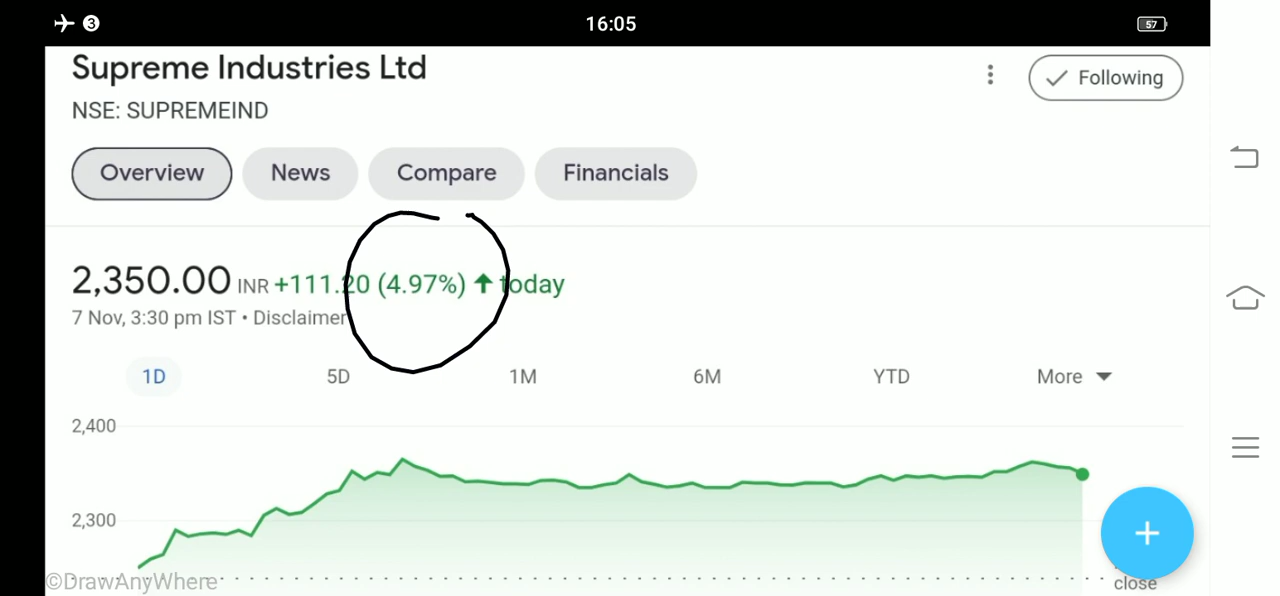 3 16:05 57
Supreme Industries Ltd
Following
NSE: SUPREMEIND
Overview News Compare Financials
2,350.00 INR +111.20 (4.97%) ↑ today
7 Nov, 3:30 pm IST • Disclaimer
1D 5D 1M 6M YTD More
2,400
2,300
+
©DrawAnyWhere
close